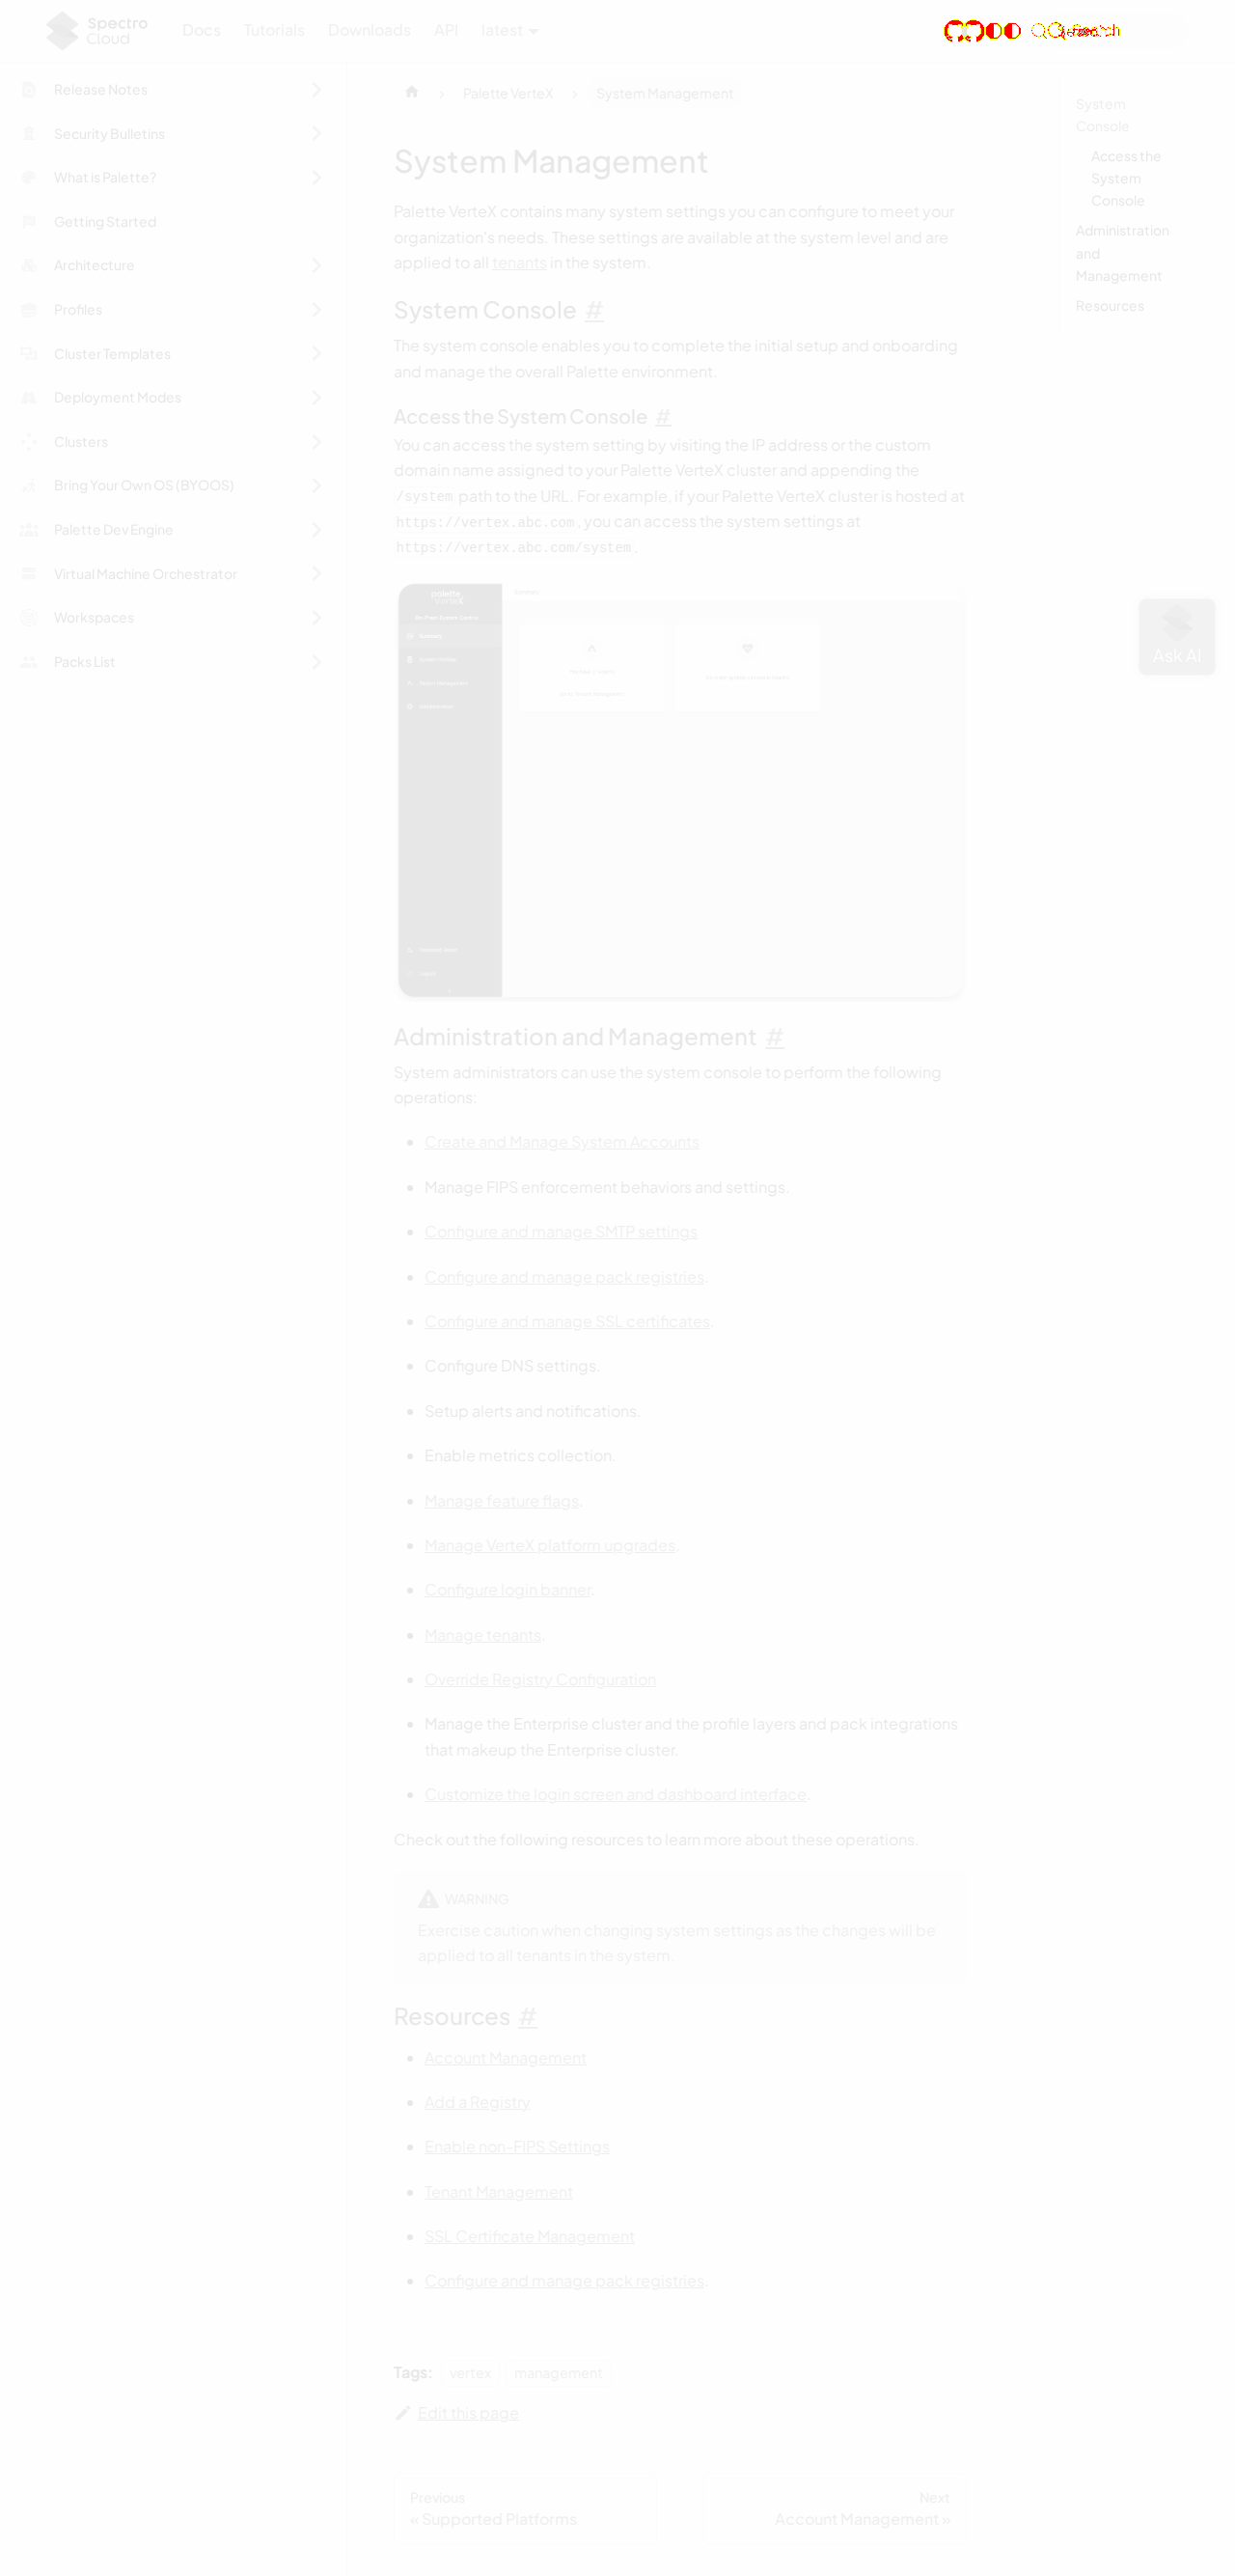 Spectro
Cloud
Docs
Tutorials
Downloads
API
latest
Release Notes
Security Bulletins
What is Palette?
Getting Started
Architecture
Profiles
Cluster Templates
Deployment Modes
Clusters
Bring Your Own OS (BYOOS)
Palette Dev Engine
Virtual Machine Orchestrator
Workspaces
Packs List
Palette VerteX
System Management
System Management
Palette VerteX contains many system settings you can configure to meet your
organization's needs. These settings are available at the system level and are
applied to all tenants in the system.
System Console #
The system console enables you to complete the initial setup and onboarding
and manage the overall Palette environment.
Access the System Console #
You can access the system setting by visiting the IP address or the custom
domain name assigned to your Palette VerteX cluster and appending the
/system path to the URL. For example, if your Palette VerteX cluster is hosted at
https://vertex.abc.com, you can access the system settings at
https://vertex.abc.com/system.
palette
VerteX
Summary
Administration and Management #
System administrators can use the system console to perform the following
operations:
Create and Manage System Accounts
Manage FIPS enforcement behaviors and settings.
Configure and manage SMTP settings
Configure and manage pack registries.
Configure and manage SSL certificates.
Configure DNS settings.
Setup alerts and notifications.
Enable metrics collection.
Manage feature flags.
Manage VerteX platform upgrades.
Configure login banner.
Manage tenants.
Override Registry Configuration
Manage the Enterprise cluster and the profile layers and pack integrations
that makeup the Enterprise cluster.
Customize the login screen and dashboard interface.
Check out the following resources to learn more about these operations.
WARNING
Exercise caution when changing system settings as the changes will be
applied to all tenants in the system.
Resources #
Account Management
Add a Registry
Enable non-FIPS Settings
Tenant Management
SSL Certificate Management
Configure and manage pack registries.
Tags: vertex management
Edit this page
Previous
« Supported Platforms
Next
Account Management »
System
Console
Access the
System
Console
Administration
and
Management
Resources
Ask AI